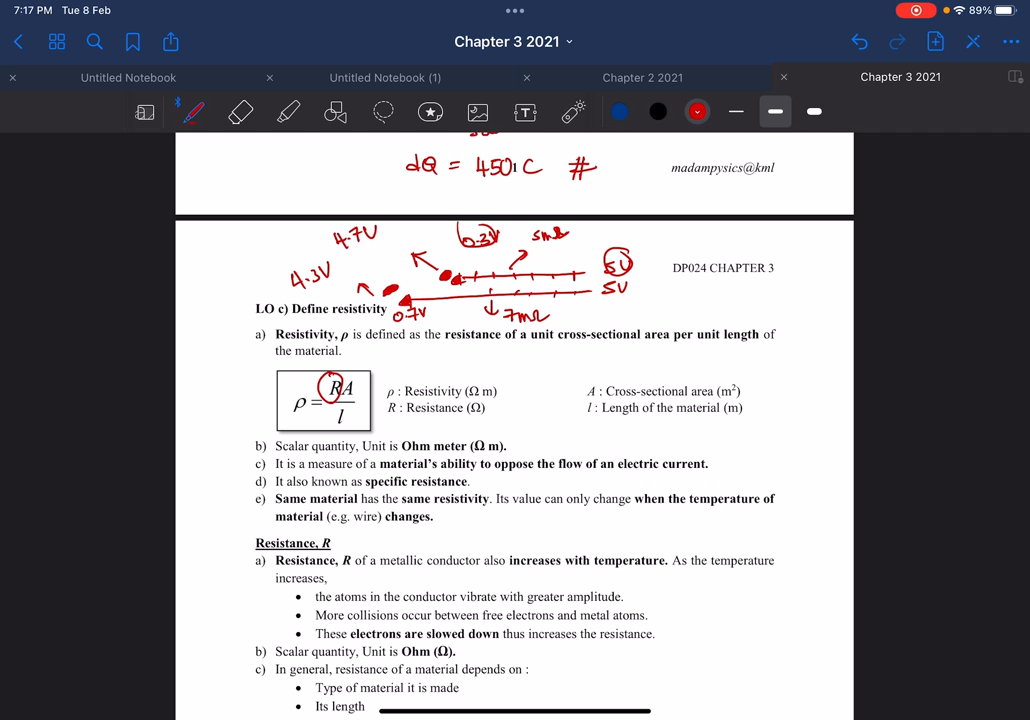 7:17 PM Tue 8 Feb
89%
Chapter 3 2021
Untitled Notebook
Untitled Notebook (1)
Chapter 2 2021
Chapter 3 2021
dQ = 450 C #
madampysics@kml
4.7V
0.3V
5mΩ
5V
DP024 CHAPTER 3
4.3V
5V
LO c) Define resistivity
0.7V
7mΩ
a) Resistivity, ρ is defined as the resistance of a unit cross-sectional area per unit length of
the material.
ρ = RA / l
ρ : Resistivity (Ω m)
A : Cross-sectional area (m²)
R : Resistance (Ω)
l : Length of the material (m)
b) Scalar quantity, Unit is Ohm meter (Ω m).
c) It is a measure of a material's ability to oppose the flow of an electric current.
d) It also known as specific resistance.
e) Same material has the same resistivity. Its value can only change when the temperature of
material (e.g. wire) changes.
Resistance, R
a) Resistance, R of a metallic conductor also increases with temperature. As the temperature
increases,
• the atoms in the conductor vibrate with greater amplitude.
• More collisions occur between free electrons and metal atoms.
• These electrons are slowed down thus increases the resistance.
b) Scalar quantity, Unit is Ohm (Ω).
c) In general, resistance of a material depends on :
• Type of material it is made
• Its length